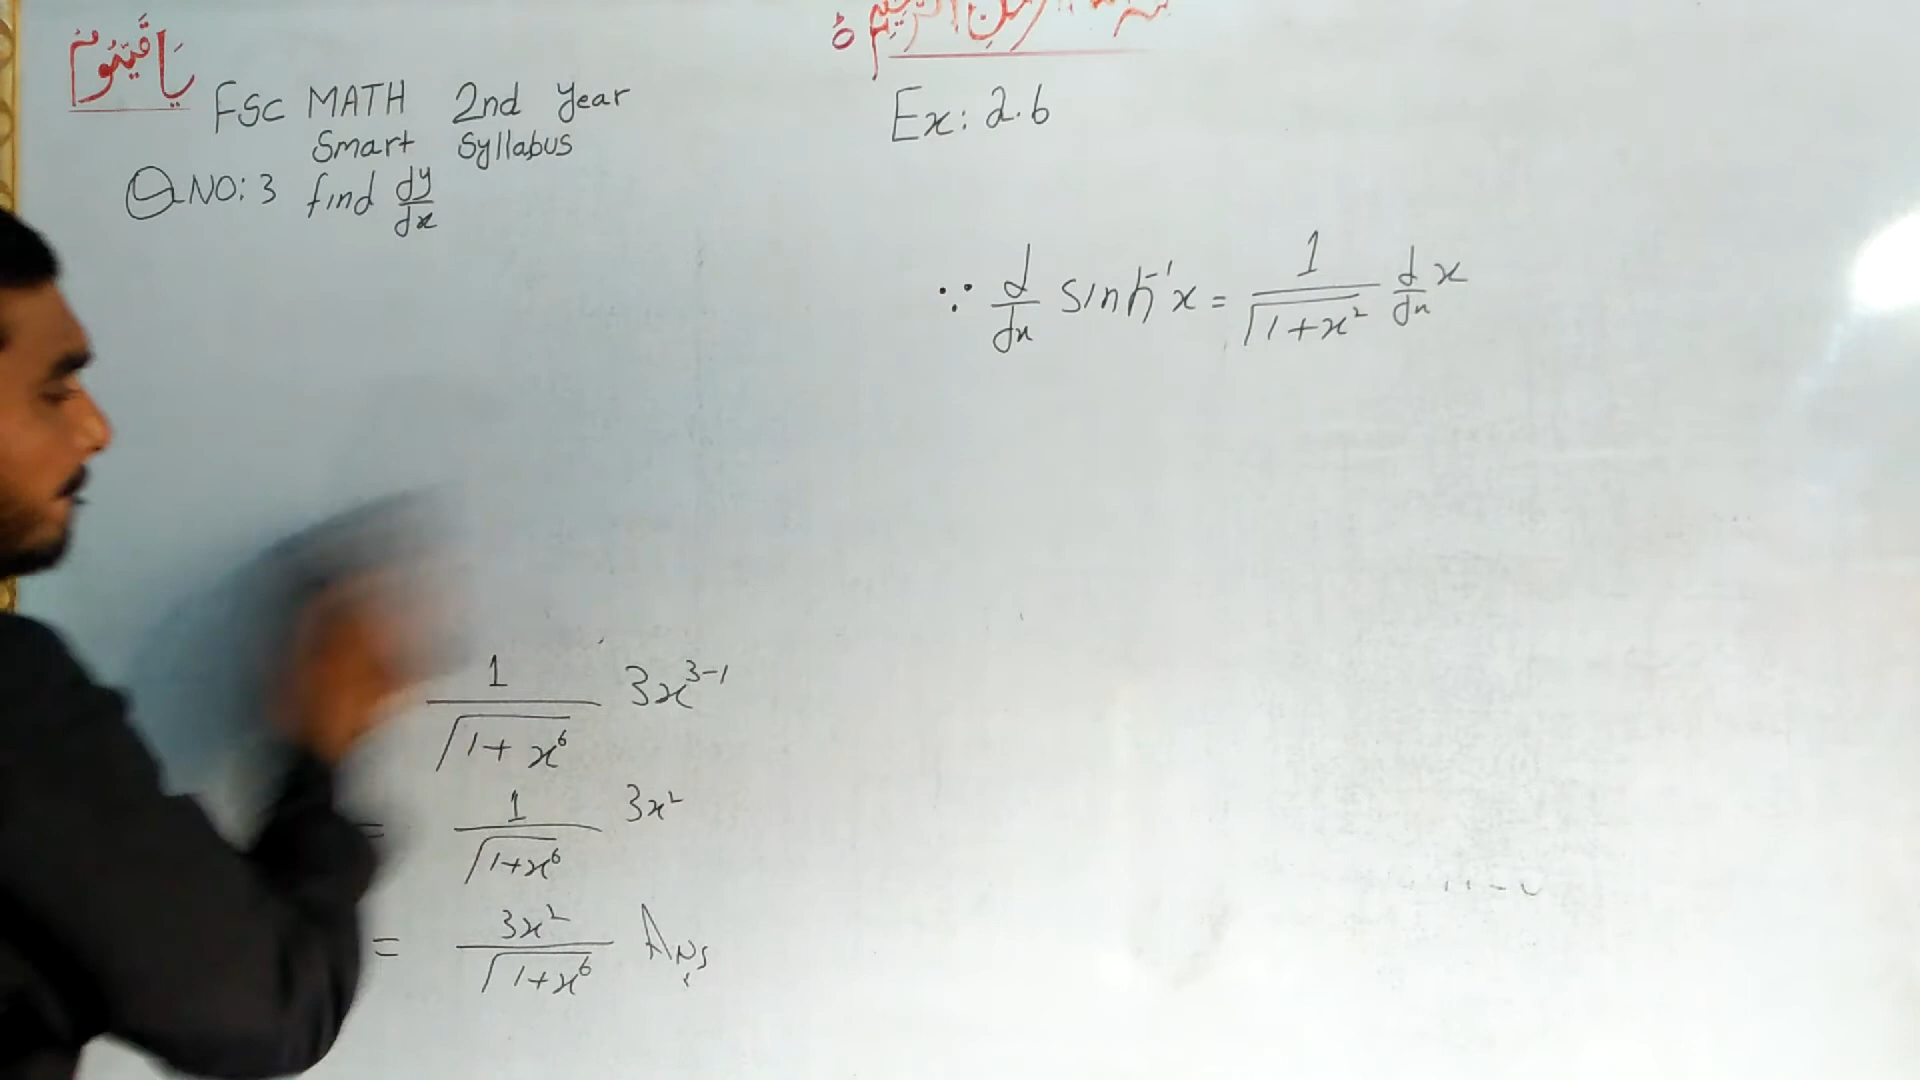 یَا قَیُّوْمُ
FSc MATH 2nd Year
Smart Syllabus
Ex: 2.6
Q NO: 3 find dy/dx
∵ d/dx sinh⁻¹x = 1/√(1+x²) d/dx x
1/√(1+x⁶) 3x³⁻¹
= 1/√(1+x⁶) 3x²
= 3x²/√(1+x⁶) Ans